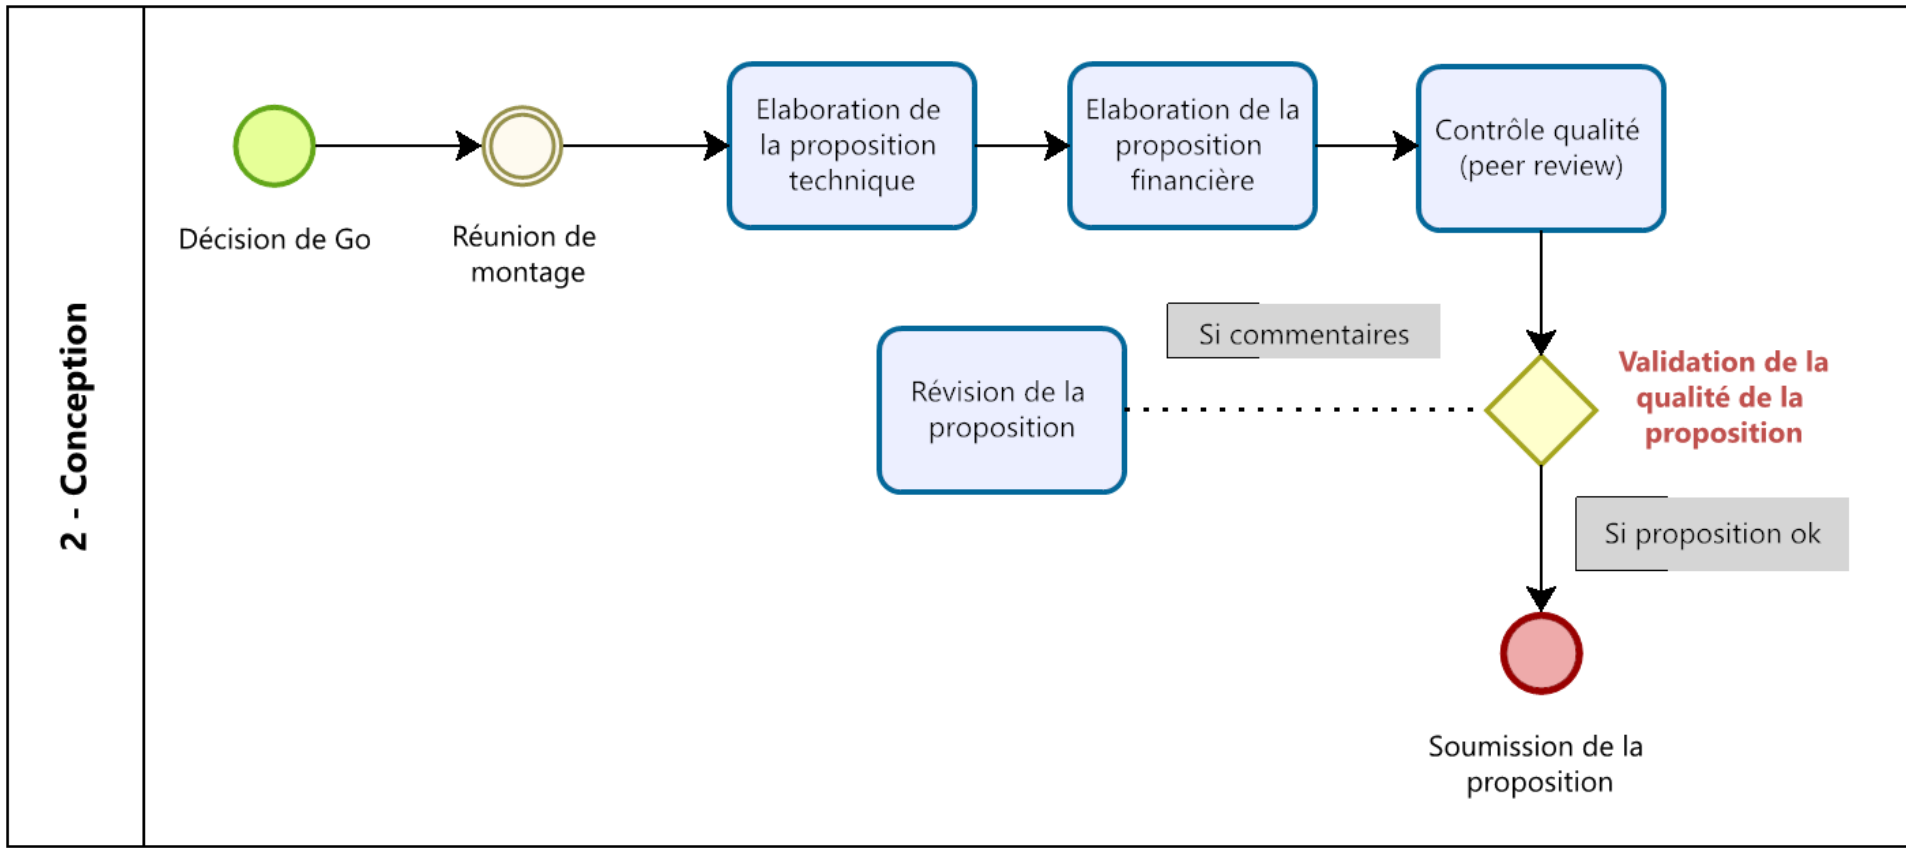 2 - Conception
Décision de Go
Réunion de
montage
Elaboration de
la proposition
technique
Elaboration de la
proposition
financière
Contrôle qualité
(peer review)
Si commentaires
Révision de la
proposition
Validation de la
qualité de la
proposition
Si proposition ok
Soumission de la
proposition